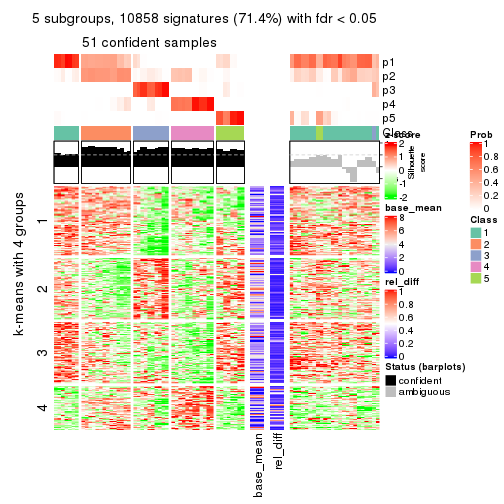 5 subgroups, 10858 signatures (71.4%) with fdr < 0.05
51 confident samples
p1
p2
p3
p4
p5
Class
Silhouette
score
k-means with 4 groups
1
2
3
4
base_mean
rel_diff
z-score
2
1
0
-1
-2
base_mean
8
6
4
2
0
rel_diff
1
0.8
0.6
0.4
0.2
0
Prob
1
0.8
0.6
0.4
0.2
0
Class
1
2
3
4
5
Status (barplots)
confident
ambiguous